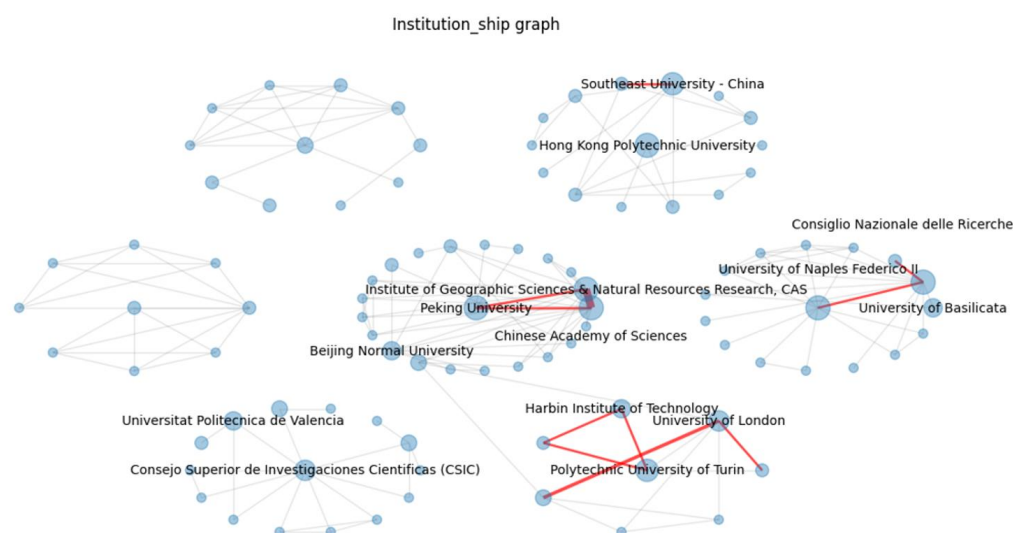 Institution_ship graph
Southeast University - China
Hong Kong Polytechnic University
Consiglio Nazionale delle Ricerche
University of Naples Federico II
Institute of Geographic Sciences & Natural Resources Research, CAS
Peking University
University of Basilicata
Chinese Academy of Sciences
Beijing Normal University
Harbin Institute of Technology
Universitat Politecnica de Valencia
University of London
Consejo Superior de Investigaciones Cientificas (CSIC)
Polytechnic University of Turin